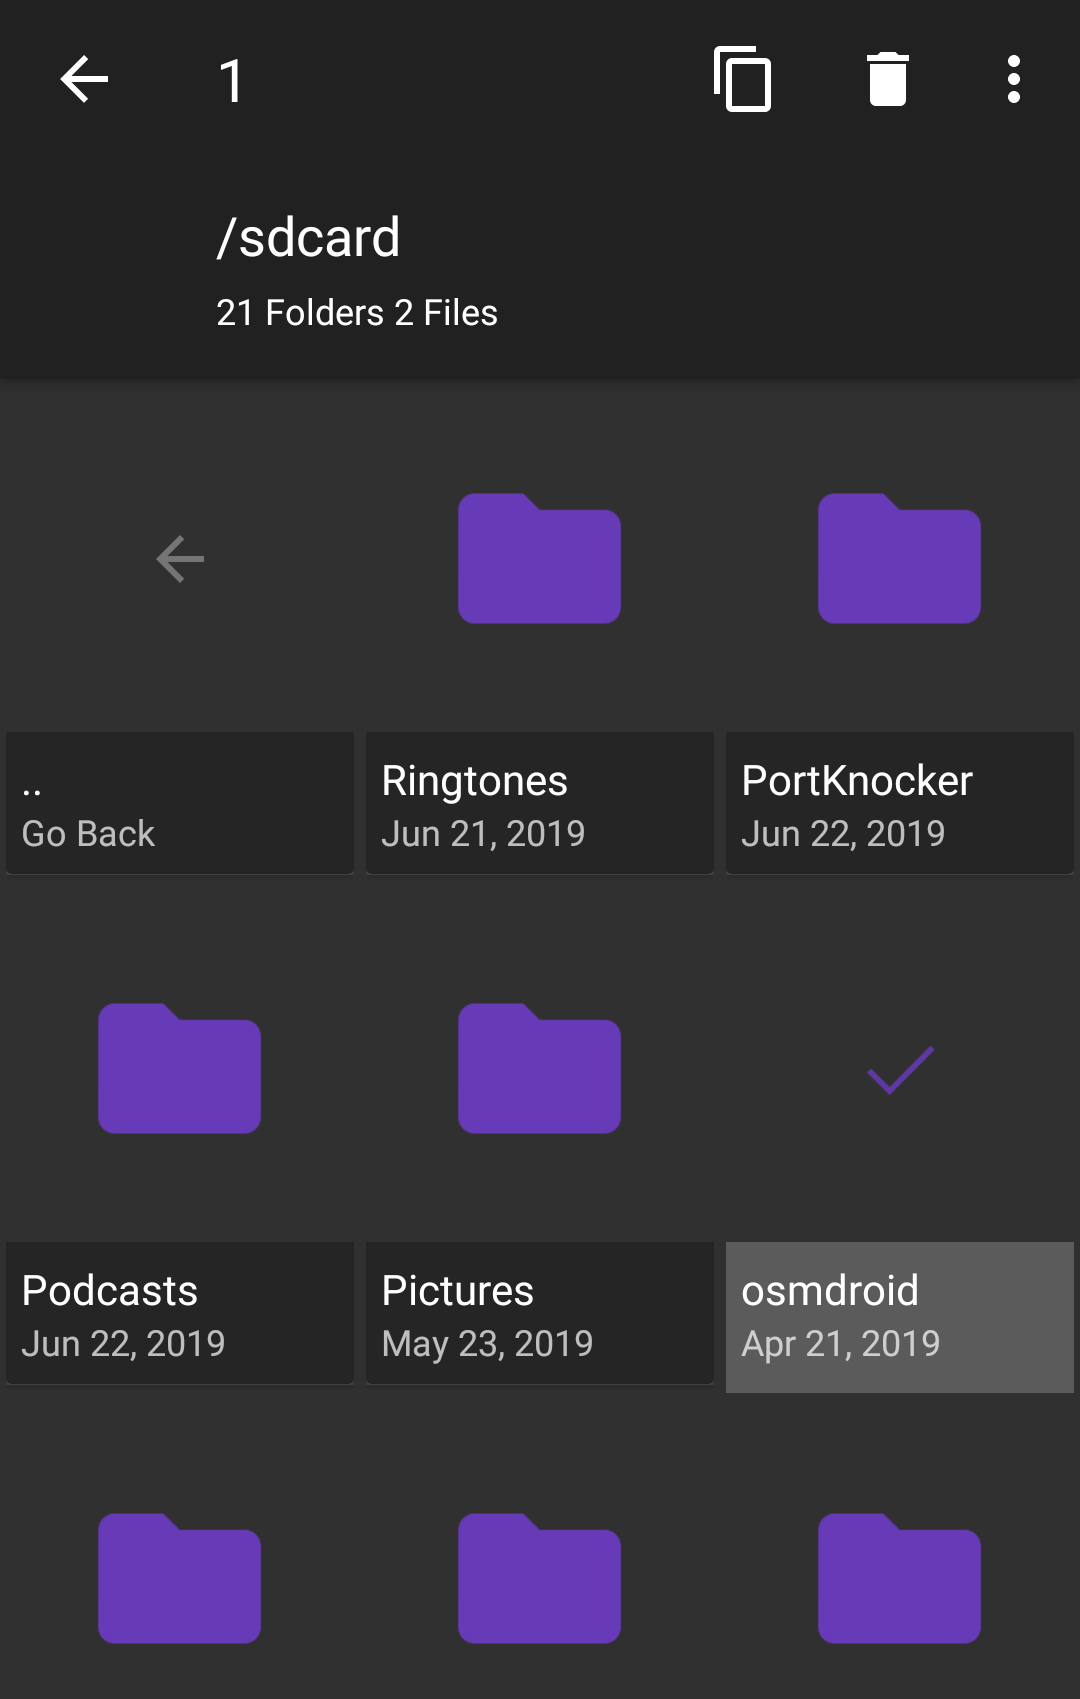 1
/sdcard
21 Folders 2 Files
..
Go Back
Ringtones
Jun 21, 2019
PortKnocker
Jun 22, 2019
Podcasts
Jun 22, 2019
Pictures
May 23, 2019
osmdroid
Apr 21, 2019